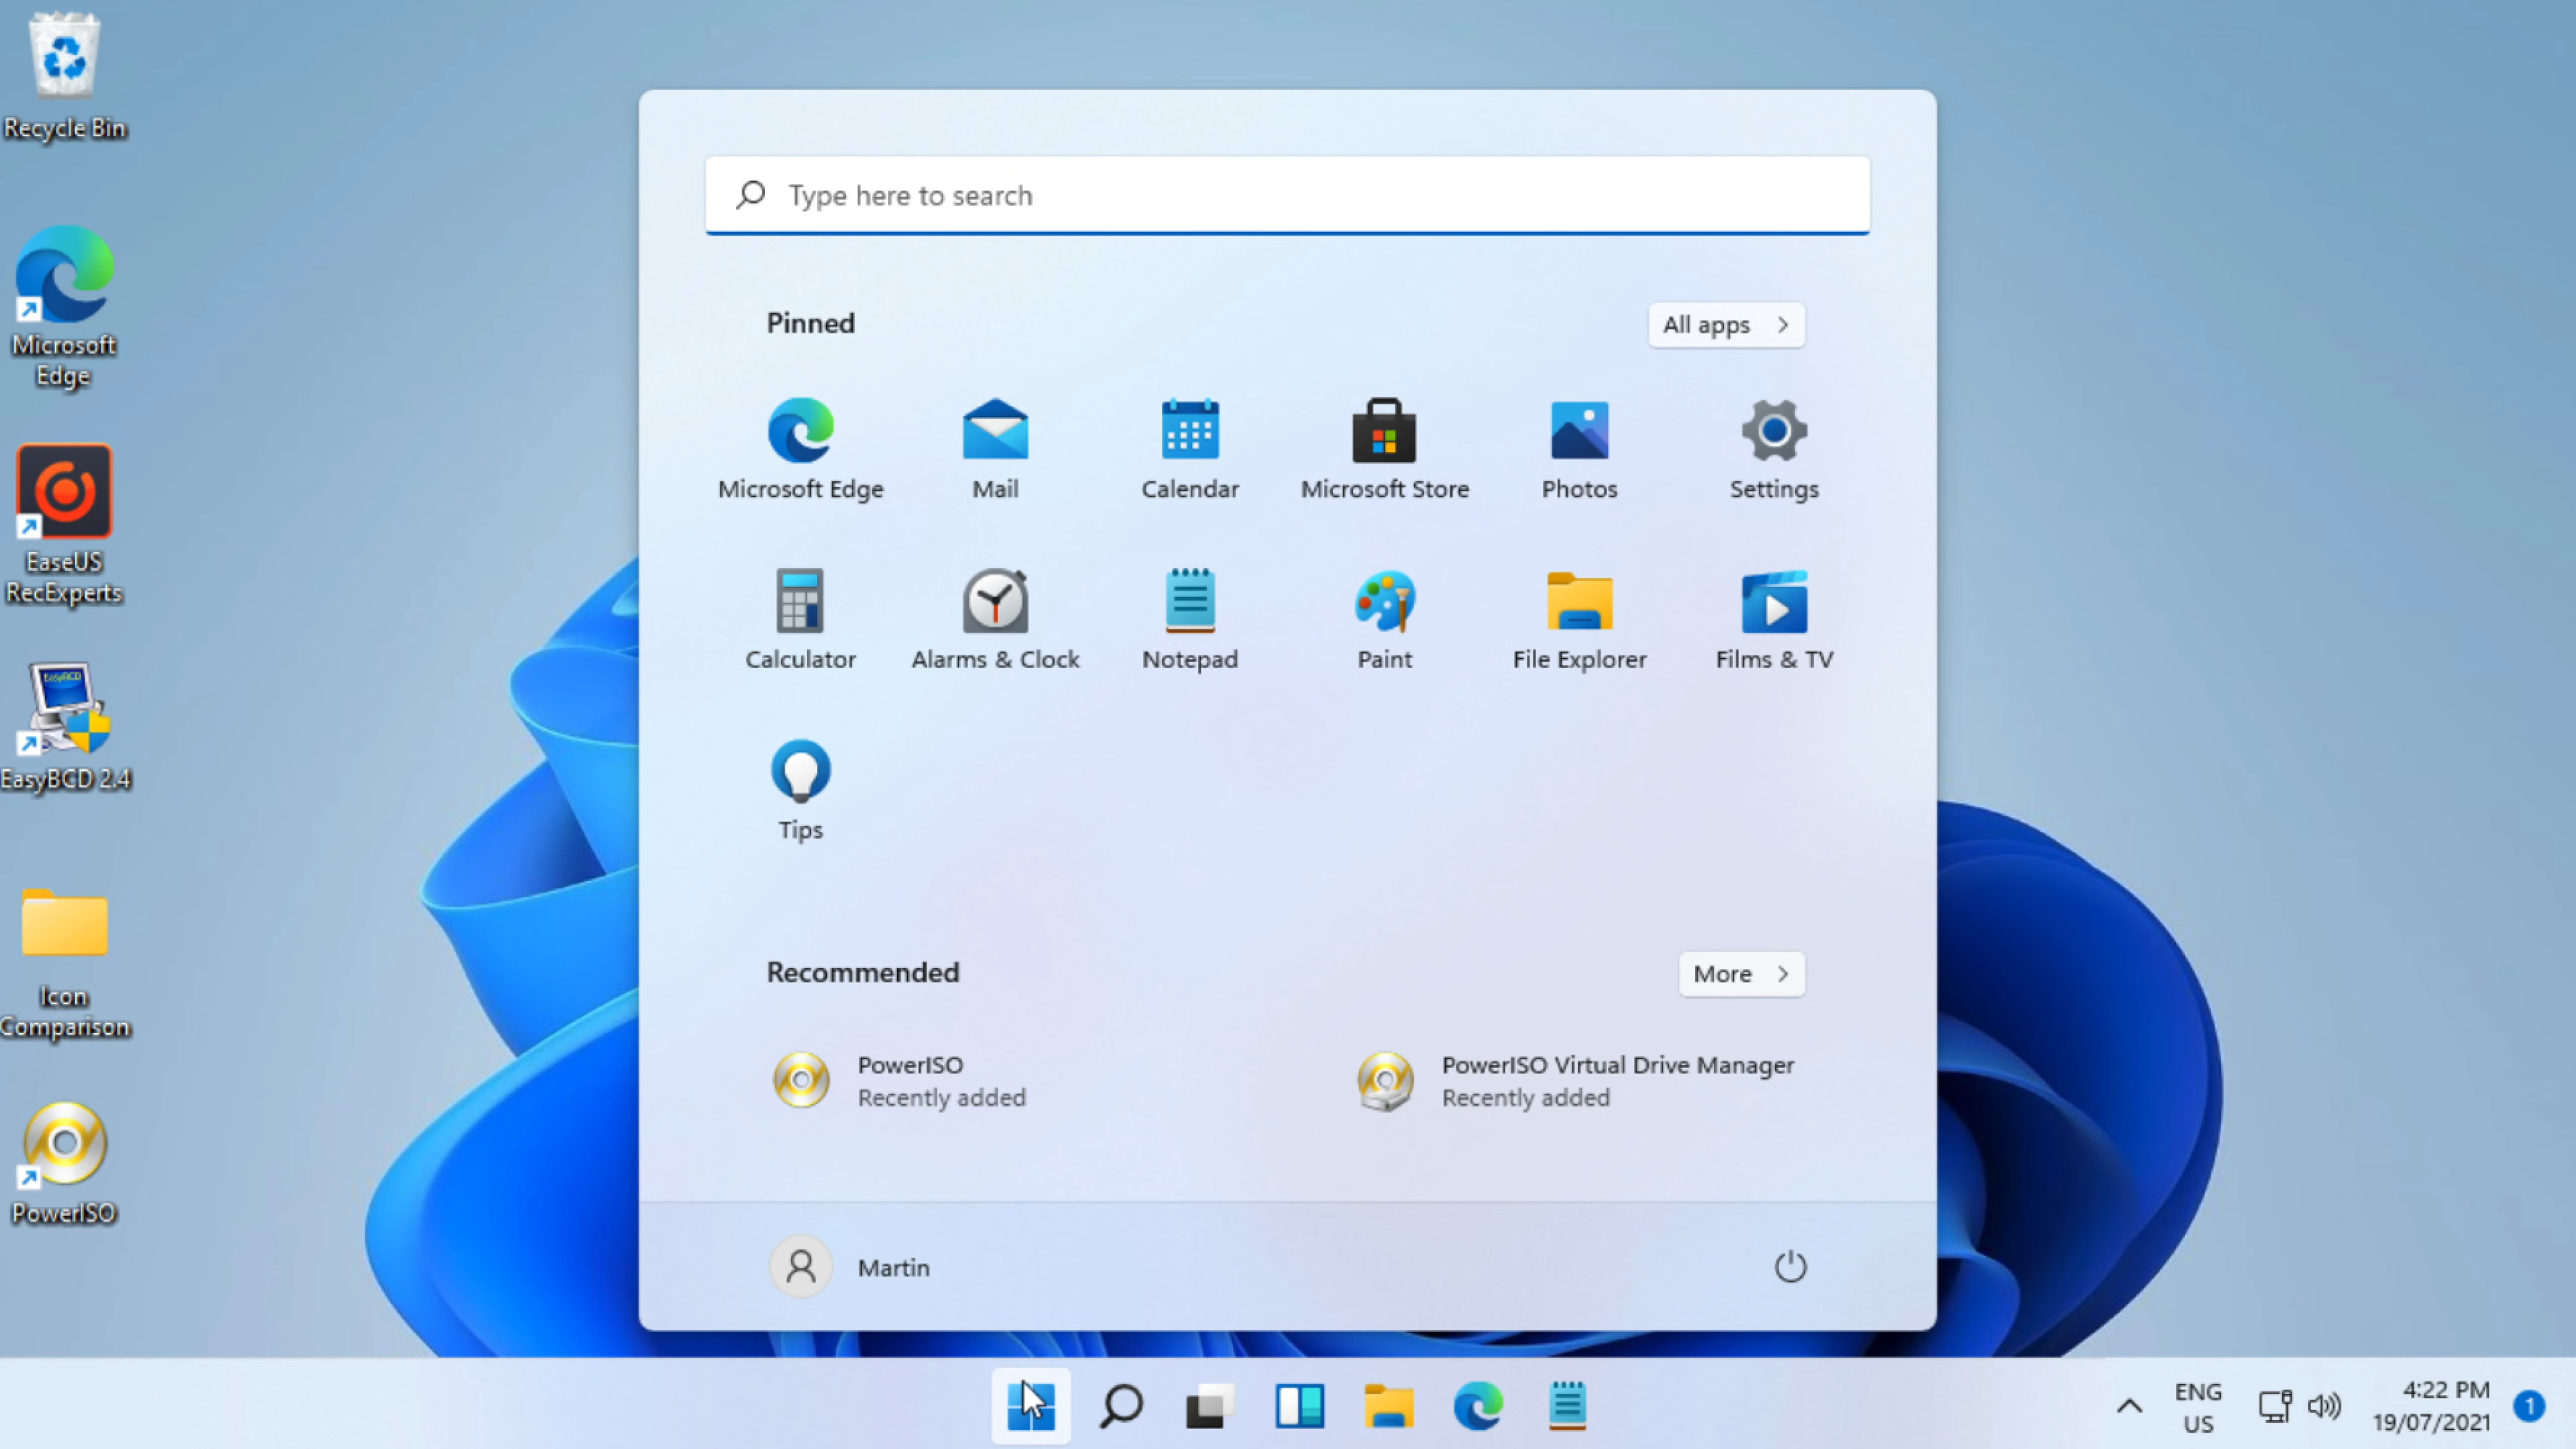 Recycle Bin
Microsoft
Edge
EaseUS
RecExperts
EasyBCD
EasyBCD 2.4
Icon
Comparison
PowerISO
Type here to search
Pinned
All apps
Microsoft Edge
Mail
Calendar
Microsoft Store
Photos
Settings
Calculator
Alarms & Clock
Notepad
Paint
File Explorer
Films & TV
Tips
Recommended
More
PowerISO
Recently added
PowerISO Virtual Drive Manager
Recently added
Martin
ENG
US
4:22 PM
19/07/2021
1